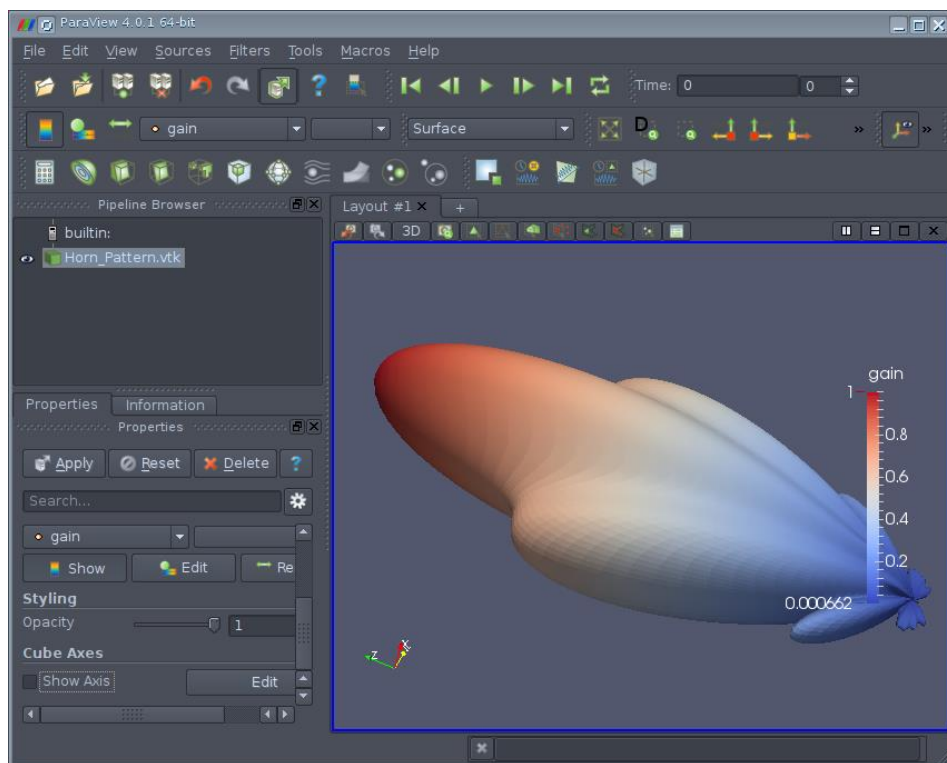 ParaView 4.0.1 64-bit
File Edit View Sources Filters Tools Macros Help
Time: 0 0
gain Surface
Pipeline Browser
Layout #1
builtin:
3D
Horn_Pattern.vtk
Properties Information
Properties
Apply Reset Delete ?
Search...
gain
Show Edit Re
Styling
Opacity 1
Cube Axes
Show Axis Edit
gain
1
0.8
0.6
0.4
0.2
0.000662
Z X